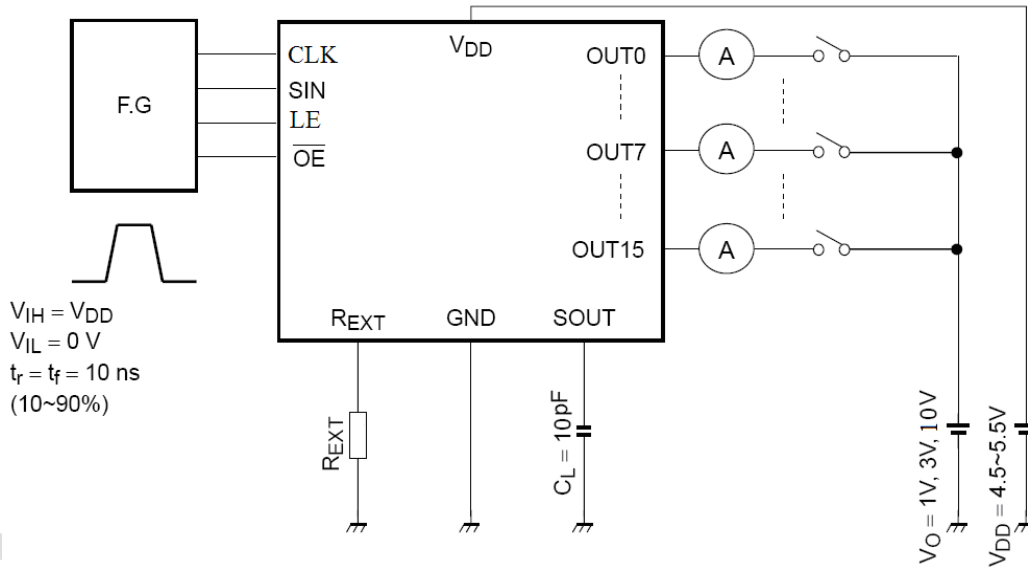 F.G
CLK
SIN
LE
OE
VDD
OUT0
OUT7
OUT15
A
A
A
REXT
GND
SOUT
VIH = VDD
VIL = 0 V
tr = tf = 10 ns
(10~90%)
REXT
CL = 10pF
VO = 1V, 3V, 10V
VDD = 4.5~5.5V